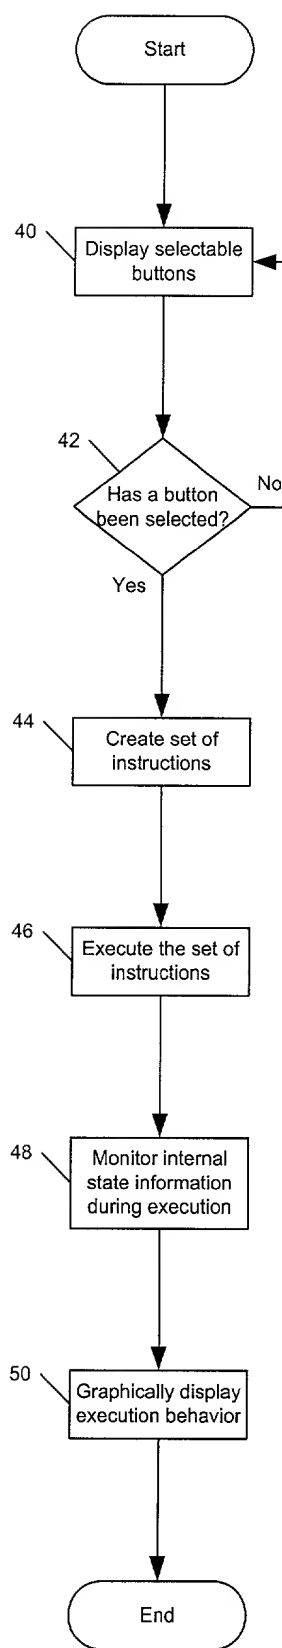 Start
40
Display selectable
buttons
42
Has a button
been selected?
No
Yes
44
Create set of
instructions
46
Execute the set of
instructions
48
Monitor internal
state information
during execution
50
Graphically display
execution behavior
End